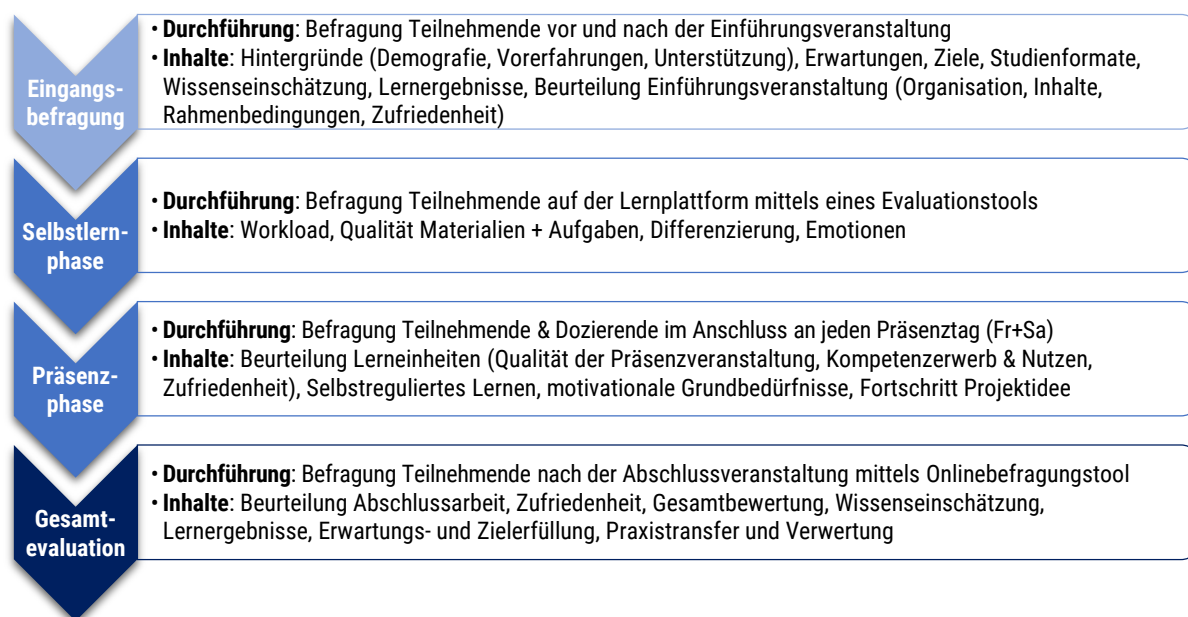 Eingangs-
befragung
• Durchführung: Befragung Teilnehmende vor und nach der Einführungsveranstaltung
• Inhalte: Hintergründe (Demografie, Vorerfahrungen, Unterstützung), Erwartungen, Ziele, Studienformate,
Wissenseinschätzung, Lernergebnisse, Beurteilung Einführungsveranstaltung (Organisation, Inhalte,
Rahmenbedingungen, Zufriedenheit)
Selbstlern-
phase
• Durchführung: Befragung Teilnehmende auf der Lernplattform mittels eines Evaluationstools
• Inhalte: Workload, Qualität Materialien + Aufgaben, Differenzierung, Emotionen
Präsenz-
phase
• Durchführung: Befragung Teilnehmende & Dozierende im Anschluss an jeden Präsenztag (Fr+Sa)
• Inhalte: Beurteilung Lerneinheiten (Qualität der Präsenzveranstaltung, Kompetenzerwerb & Nutzen,
Zufriedenheit), Selbstreguliertes Lernen, motivationale Grundbedürfnisse, Fortschritt Projektidee
Gesamt-
evaluation
• Durchführung: Befragung Teilnehmende nach der Abschlussveranstaltung mittels Onlinebefragungstool
• Inhalte: Beurteilung Abschlussarbeit, Zufriedenheit, Gesamtbewertung, Wissenseinschätzung,
Lernergebnisse, Erwartungs- und Zielerfüllung, Praxistransfer und Verwertung